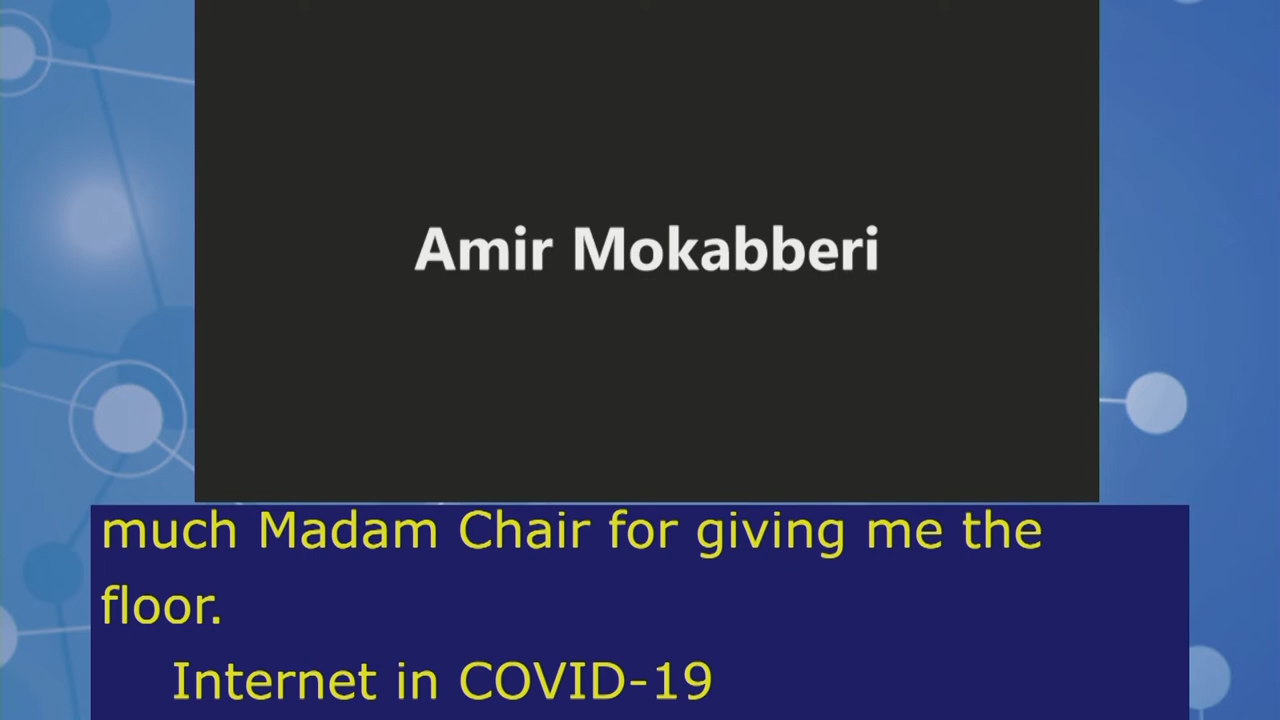 Amir Mokabberi
much Madam Chair for giving me the
floor.
Internet in COVID-19